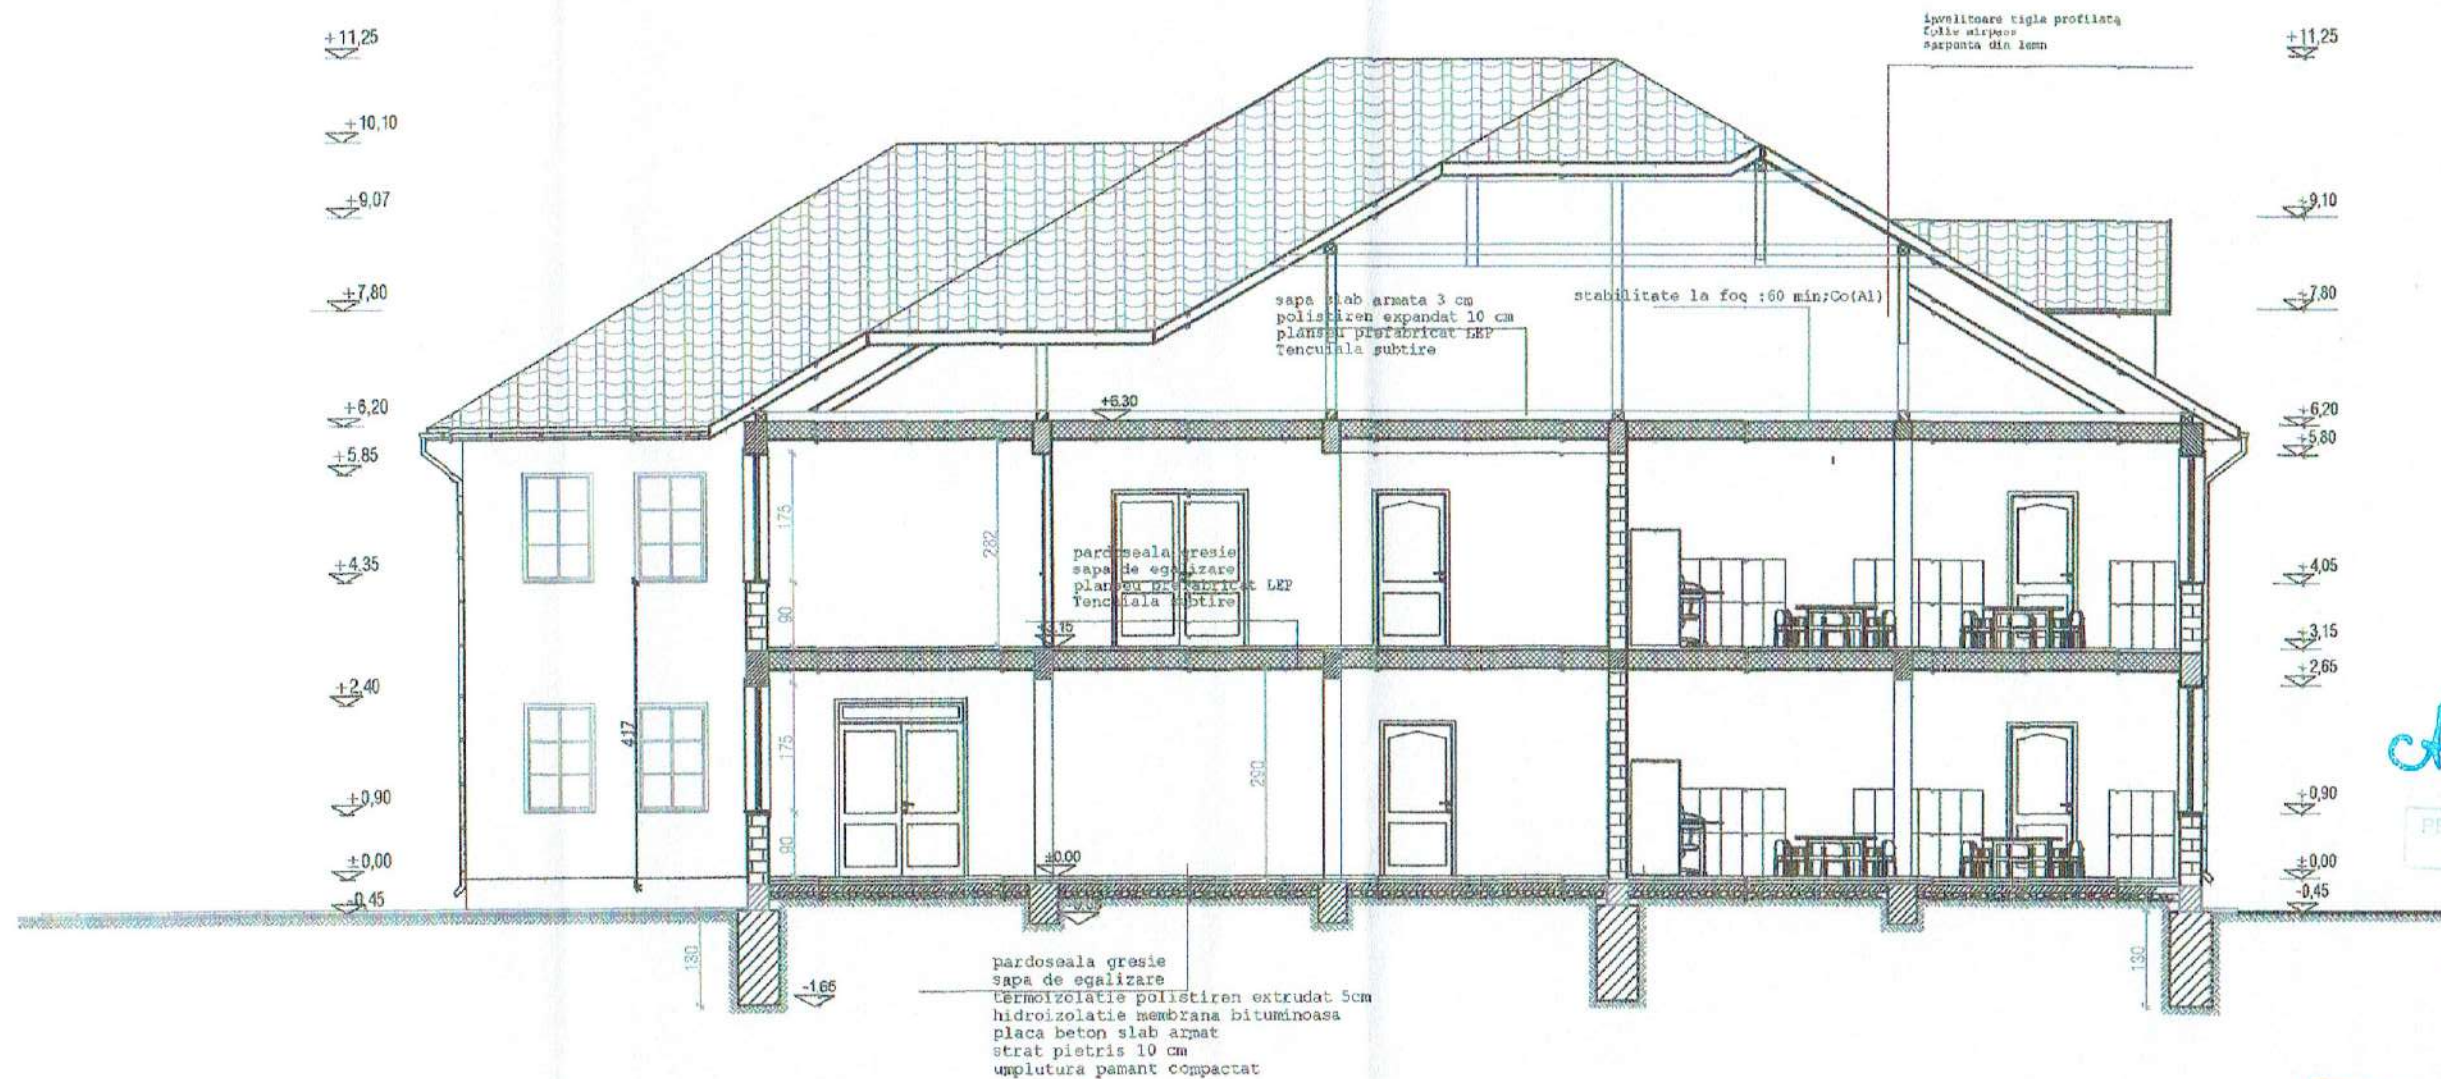 +11,25
+10,10
+9,07
+7,80
+6,20
+5,85
+4,35
+2,40
+0,90
±0,00
-0,45
invelitoare tigla profilata
sarpanta din lemn
+11,25
+9,10
+7,80
+6,20
+5,80
+4,05
+3,15
+2,65
+0,90
±0,00
-0,45
sapa slab armata 3 cm
polistiren expandat 10 cm
planseu prefabricat LEP
Tencuiala subtire
stabilitate la foc :60 min;Co(A1)
+6.30
175
282
90
pardoseala gresie
sapa de egalizare
planseu prefabricat LEP
Tencuiala subtire
417
175
290
90
±0,00
130
-1,65
130
pardoseala gresie
sapa de egalizare
termoizolatie polistiren extrudat 5cm
hidroizolatie membrana bituminoasa
placa beton slab armat
strat pietris 10 cm
umplutura pamant compactat